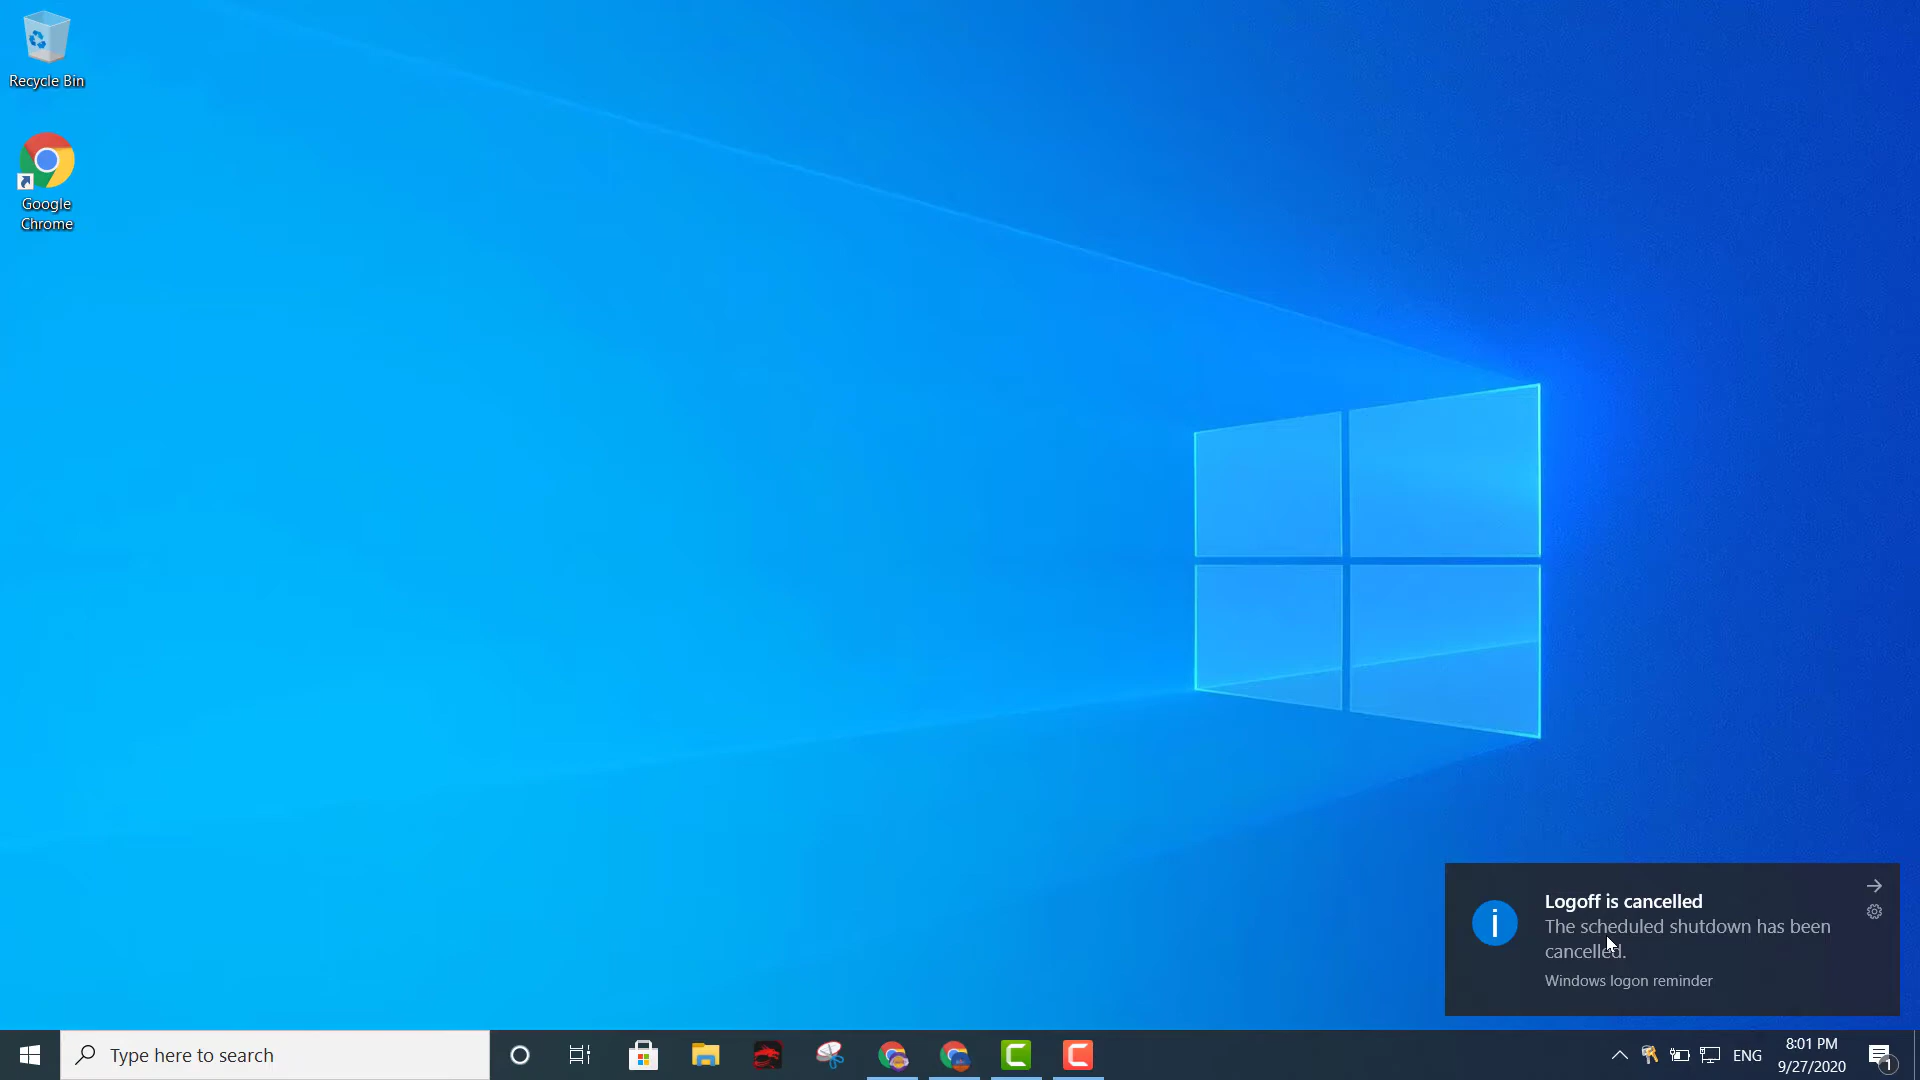 Recycle Bin
Google
Chrome
Logoff is cancelled
The scheduled shutdown has been
cancelled.
Windows logon reminder
Type here to search
ENG
8:01 PM
9/27/2020
1